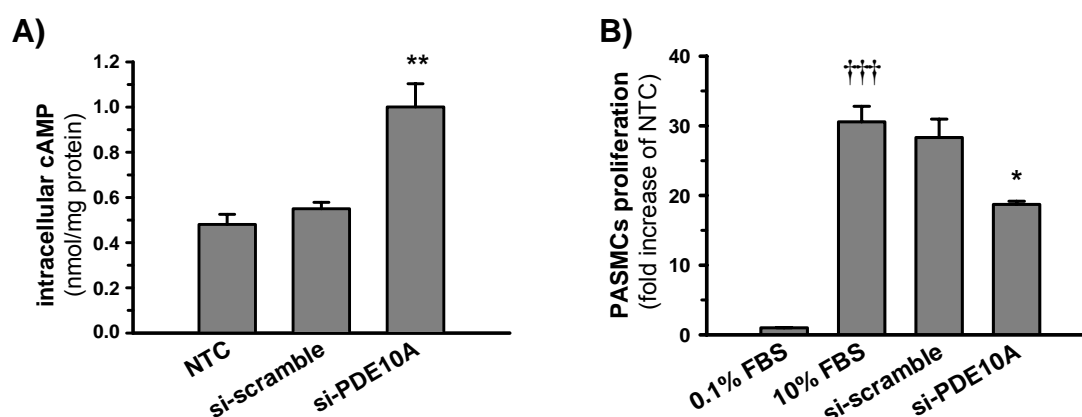 A)
intracellular cAMP
(nmol/mg protein)
1.2
1.0
0.8
0.6
0.4
0.2
0.0
**
NTC
si-scramble
si-PDE10A
B)
PASMCs proliferation
(fold increase of NTC)
40
30
20
10
0
†††
*
0.1% FBS
10% FBS
si-scramble
si-PDE10A